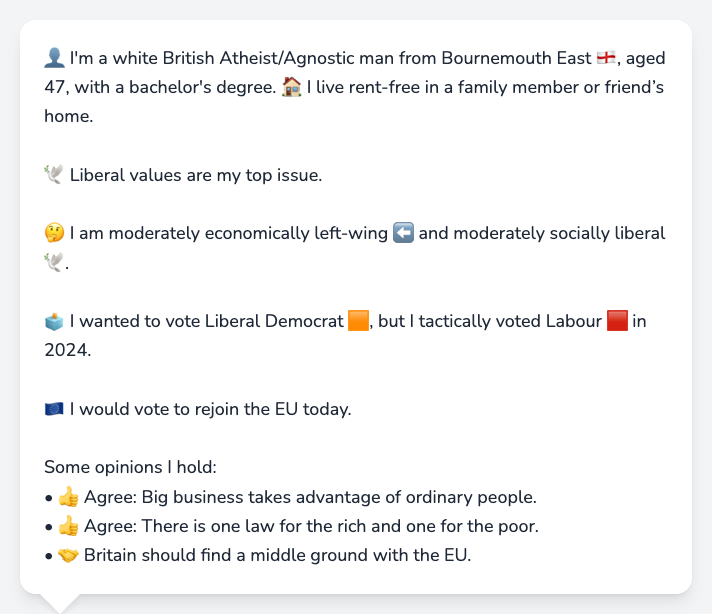 👤 I'm a white British Atheist/Agnostic man from Bournemouth East 🏴󠁧󠁢󠁥󠁮󠁧󠁿, aged
47, with a bachelor's degree. 🏠 I live rent-free in a family member or friend’s
home.
🕊️ Liberal values are my top issue.
🤔 I am moderately economically left-wing ⬅️ and moderately socially liberal
🕊️.
🗳️ I wanted to vote Liberal Democrat 🟧, but I tactically voted Labour 🟥 in
2024.
🇪🇺 I would vote to rejoin the EU today.
Some opinions I hold:
• 👍 Agree: Big business takes advantage of ordinary people.
• 👍 Agree: There is one law for the rich and one for the poor.
• 🤝 Britain should find a middle ground with the EU.